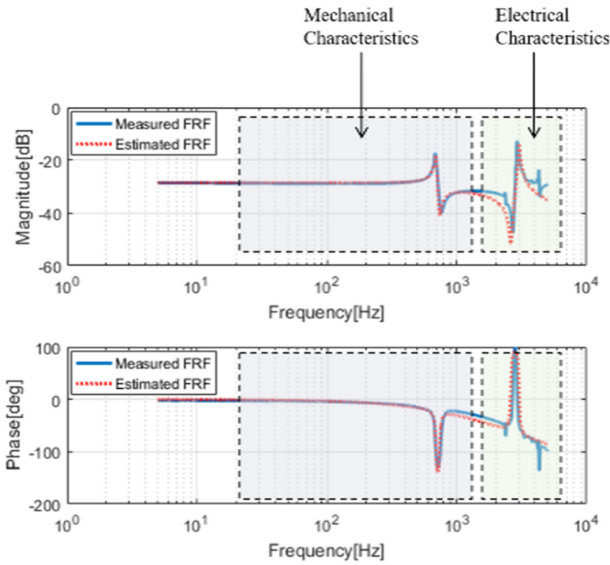 Mechanical Characteristics
Electrical Characteristics
Magnitude[dB]
0
-20
-40
-60
Measured FRF
Estimated FRF
10^0
10^1
10^2
10^3
10^4
Frequency[Hz]
Phase[deg]
100
0
-100
-200
Measured FRF
Estimated FRF
10^0
10^1
10^2
10^3
10^4
Frequency[Hz]